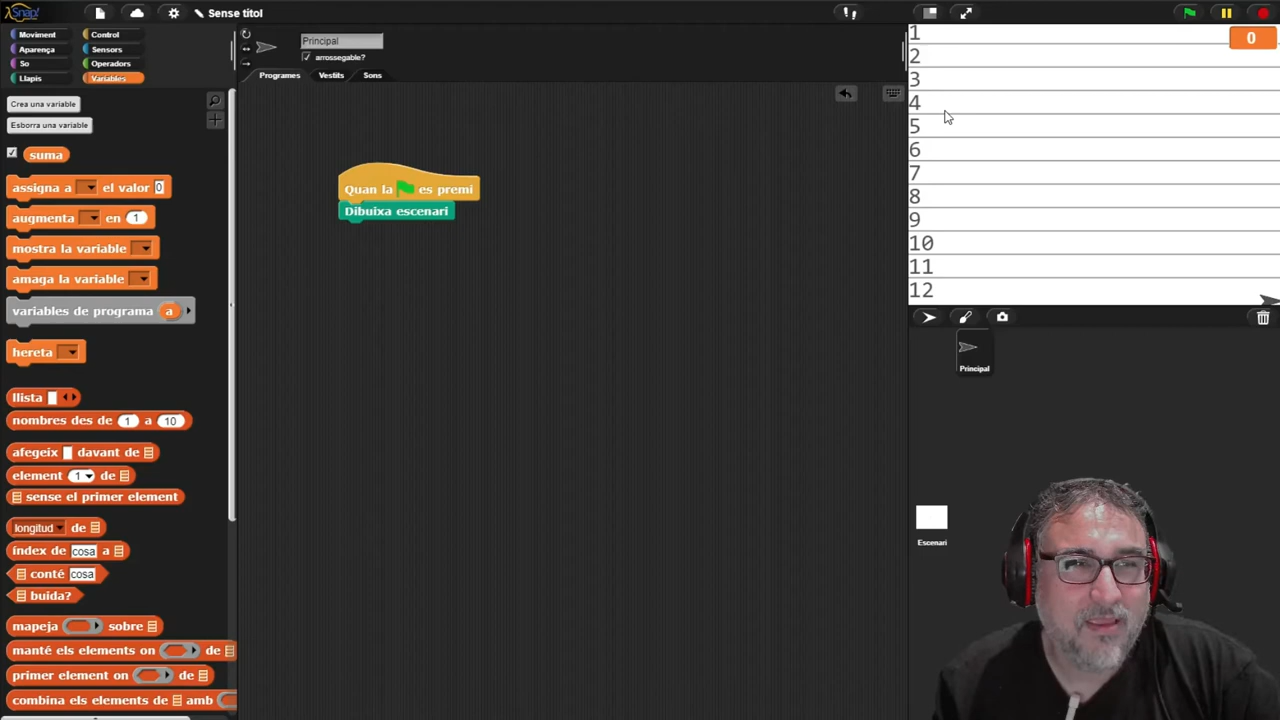 Snap!
Sense títol
Moviment
Control
Aparença
Sensors
So
Operadors
Llapis
Variables
Crea una variable
Esborra una variable
suma
assigna a el valor 0
augmenta en 1
mostra la variable
amaga la variable
variables de programa a
hereta
llista
nombres des de 1 a 10
afegeix davant de
element 1 de
sense el primer element
longitud de
índex de cosa a
conté cosa
buida?
mapeja sobre
manté els elements on de
primer element on de
combina els elements de amb
Principal
arrossegable?
Programes
Vestits
Sons
Quan la es premi
Dibuixa escenari
0
1
2
3
4
5
6
7
8
9
10
11
12
Principal
Escenari